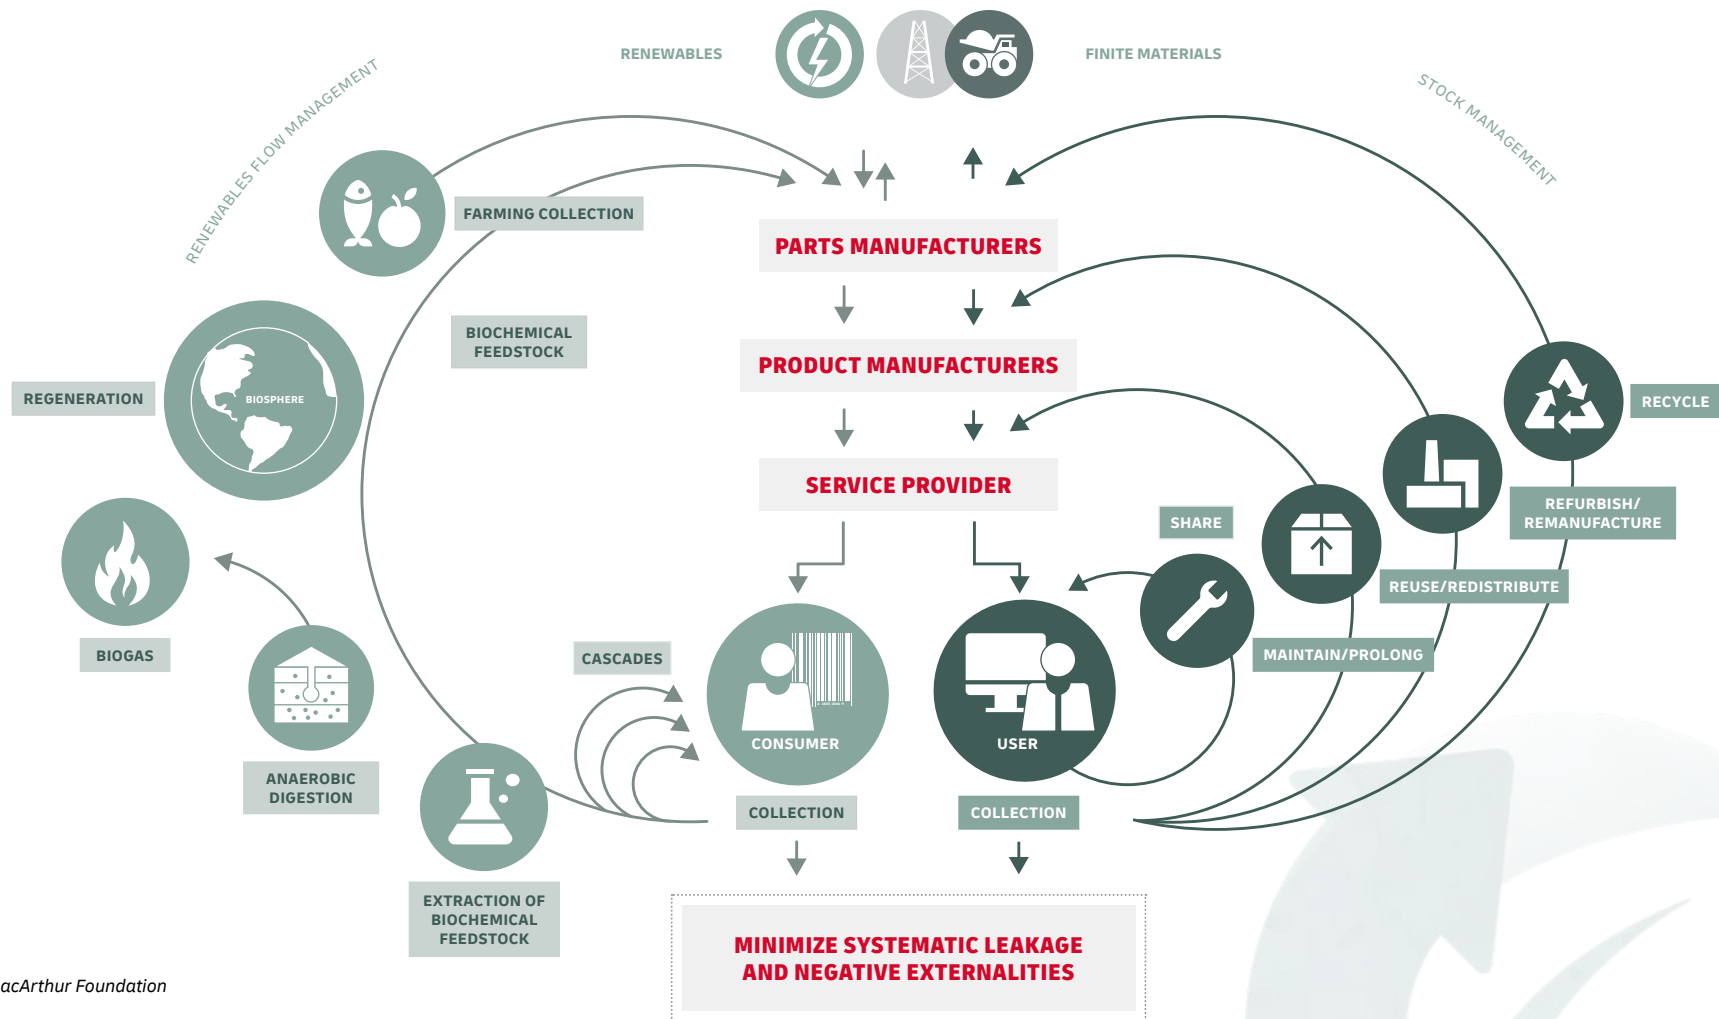 RENEWABLES
FINITE MATERIALS
RENEWABLES FLOW MANAGEMENT
STOCK MANAGEMENT
FARMING COLLECTION
PARTS MANUFACTURERS
BIOCHEMICAL
FEEDSTOCK
PRODUCT MANUFACTURERS
REGENERATION
BIOSPHERE
RECYCLE
SERVICE PROVIDER
REFURBISH/
REMANUFACTURE
SHARE
REUSE/REDISTRIBUTE
BIOGAS
CASCADES
MAINTAIN/PROLONG
CONSUMER
USER
ANAEROBIC
DIGESTION
COLLECTION
COLLECTION
EXTRACTION OF
BIOCHEMICAL
FEEDSTOCK
MINIMIZE SYSTEMATIC LEAKAGE
AND NEGATIVE EXTERNALITIES
acArthur Foundation